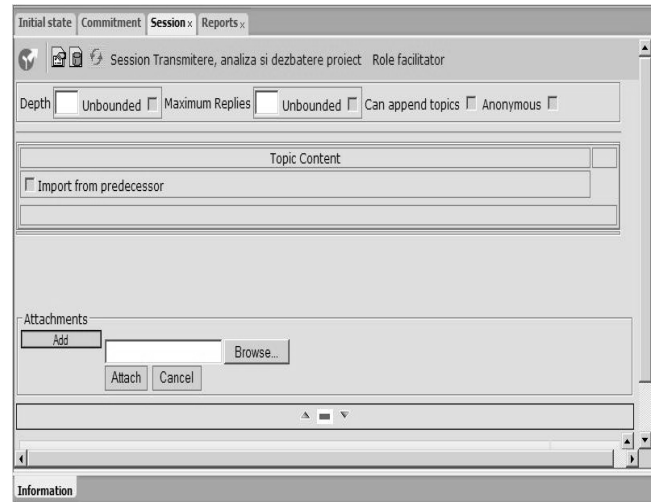 Initial state Commitment Session x Reports x
Session Transmitere, analiza si dezbatere proiect Role facilitator
Depth Unbounded Maximum Replies Unbounded Can append topics Anonymous
Topic Content
Import from predecessor
Attachments
Add
Browse...
Attach Cancel
Information